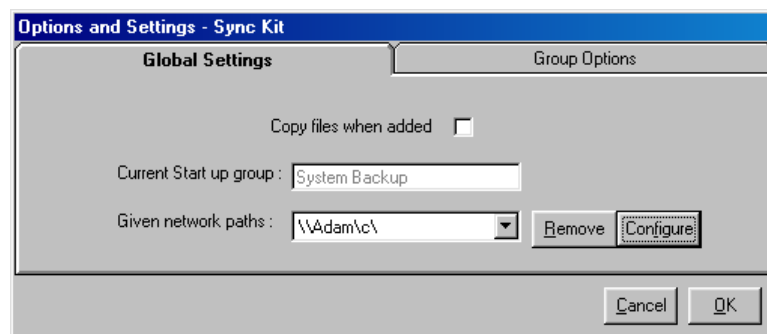 Options and Settings - Sync Kit
Global Settings
Group Options
Copy files when added
Current Start up group :
System Backup
Given network paths :
\\Adam\c\
Remove
Configure
Cancel
OK